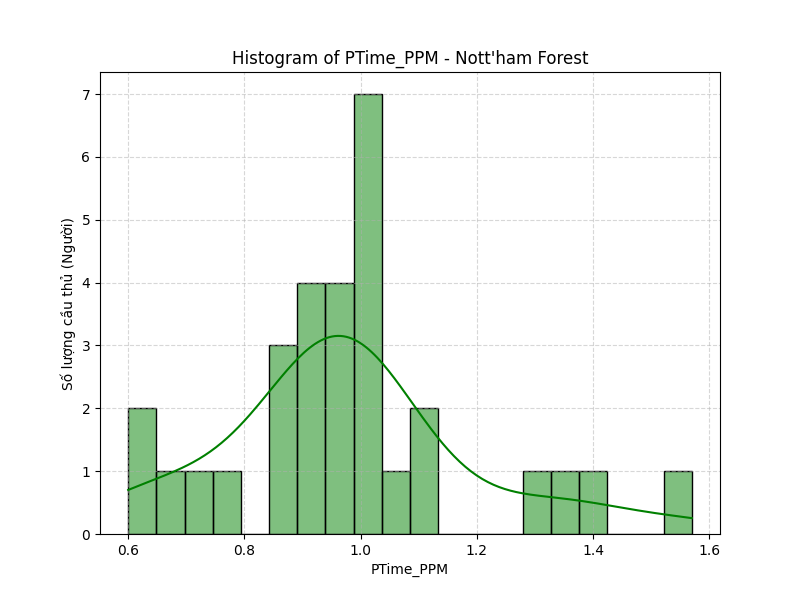 Histogram of PTime_PPM - Nott'ham Forest
Số lượng cầu thủ (Người)
7
6
5
4
3
2
1
0
0.6 0.8 1.0 1.2 1.4 1.6
PTime_PPM